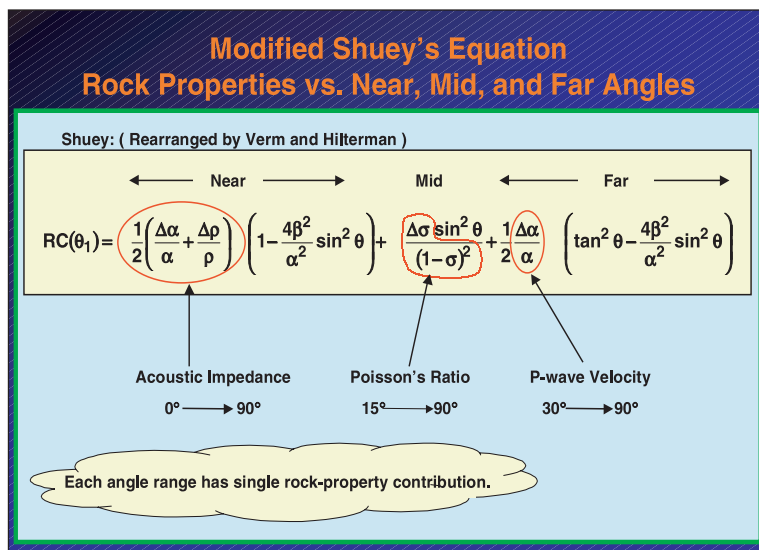 Modified Shuey's Equation
Rock Properties vs. Near, Mid, and Far Angles
Shuey: ( Rearranged by Verm and Hilterman )
Near Mid Far
RC(θ₁) = 1/2 (Δα/α + Δρ/ρ) (1 − 4β²/α² sin² θ) + Δσ sin² θ/(1−σ)² + 1/2 Δα/α (tan² θ − 4β²/α² sin² θ)
Acoustic Impedance Poisson's Ratio P-wave Velocity
0° → 90° 15° → 90° 30° → 90°
Each angle range has single rock-property contribution.